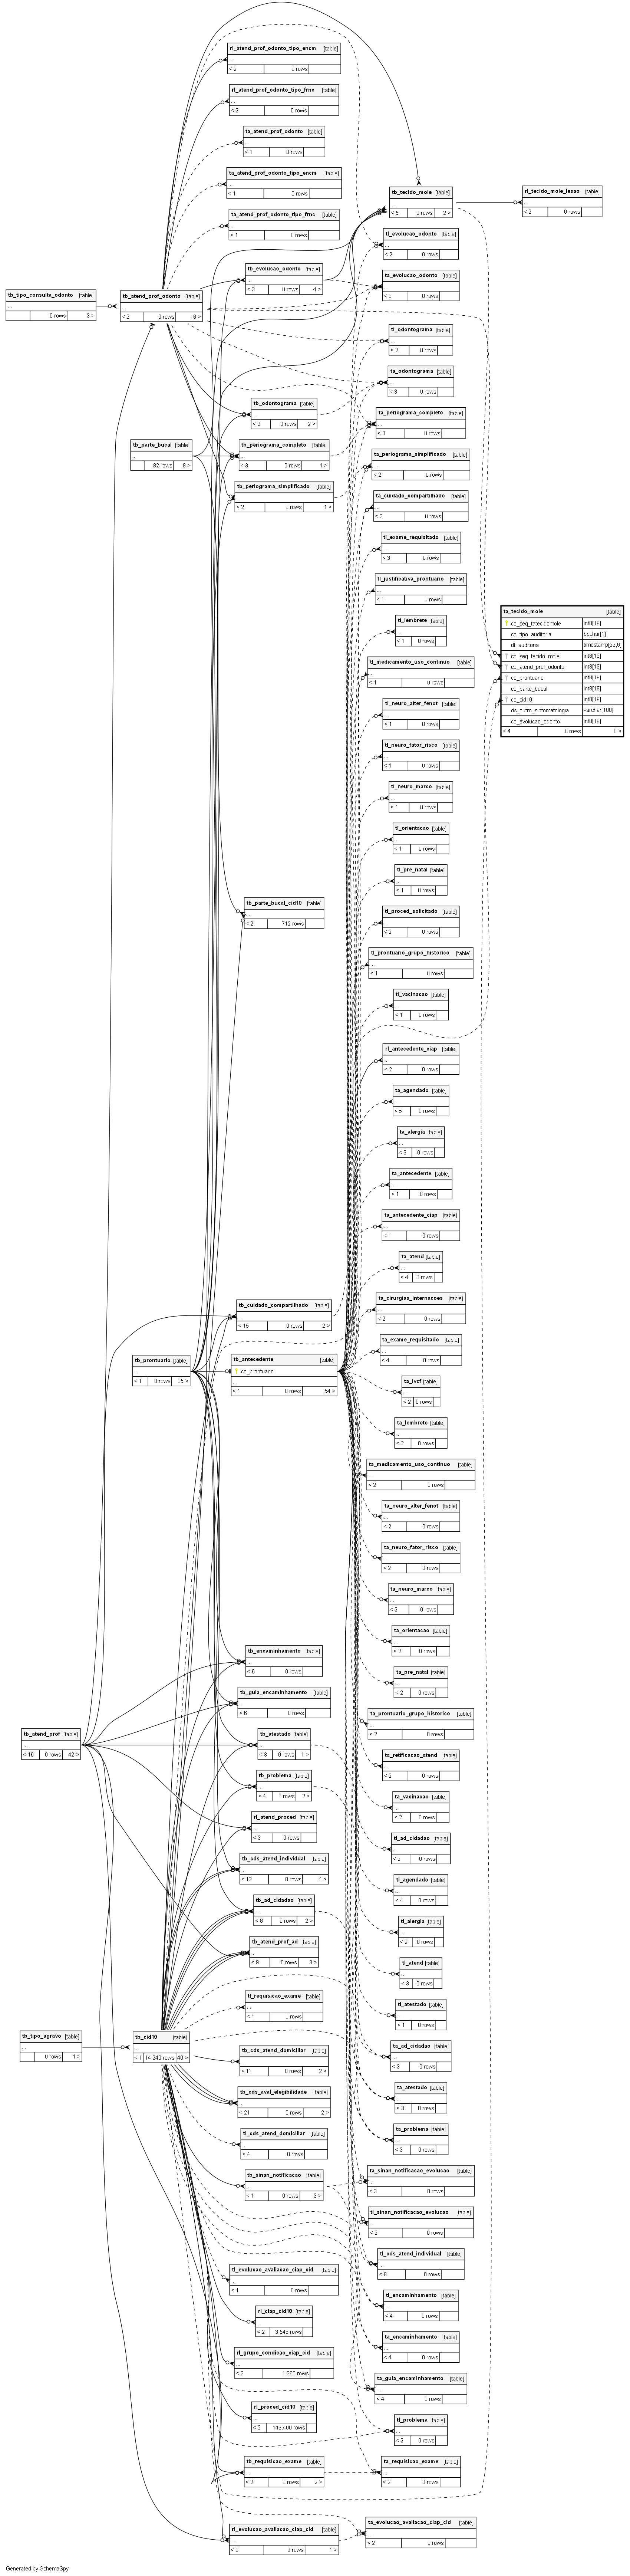 rl_atend_prof_odonto_tipo_encm [table]
< 2 0 rows
rl_atend_prof_odonto_tipo_frnc [table]
< 2 0 rows
ta_atend_prof_odonto [table]
< 1 0 rows
ta_atend_prof_odonto_tipo_encm [table]
< 1 0 rows
ta_atend_prof_odonto_tipo_frnc [table]
< 1 0 rows
tb_tecido_mole [table]
...
< 5 0 rows 2 >
rl_tecido_mole_lesao [table]
...
< 2 0 rows
tl_evolucao_odonto [table]
< 2 0 rows
tb_evolucao_odonto [table]
< 3 0 rows 4 >
ta_evolucao_odonto [table]
< 3 0 rows
tb_tipo_consulta_odonto [table]
0 rows 3 >
tb_atend_prof_odonto [table]
< 2 0 rows 16 >
tl_odontograma [table]
< 2 0 rows
ta_odontograma [table]
< 3 0 rows
tb_odontograma [table]
< 2 0 rows 2 >
ta_periograma_completo [table]
< 3 0 rows
tb_parte_bucal [table]
82 rows 8 >
tb_periograma_completo [table]
< 3 0 rows 1 >
ta_periograma_simplificado [table]
< 2 0 rows
tb_periograma_simplificado [table]
< 2 0 rows 1 >
ta_cuidado_compartilhado [table]
< 3 0 rows
tl_exame_requisitado [table]
< 3 0 rows
tl_justificativa_prontuario [table]
< 1 0 rows
tl_lembrete [table]
< 1 0 rows
tl_medicamento_uso_continuo [table]
< 1 0 rows
tl_neuro_alter_fenot [table]
< 1 0 rows
tl_neuro_fator_risco [table]
< 1 0 rows
tl_neuro_marco [table]
< 1 0 rows
tl_orientacao [table]
< 1 0 rows
tl_pre_natal [table]
< 1 0 rows
tl_proced_solicitado [table]
< 2 0 rows
tl_prontuario_grupo_historico [table]
< 1 0 rows
tl_vacinacao [table]
< 1 0 rows
ta_tecido_mole [table]
co_seq_tatecidomole int8[19]
co_tipo_auditoria bpchar[1]
dt_auditoria timestamp[29,6]
co_seq_tecido_mole int8[19]
co_atend_prof_odonto int8[19]
co_prontuario int8[19]
co_parte_bucal int8[19]
co_cid10 int8[19]
ds_outro_sintomatologia varchar[100]
co_evolucao_odonto int8[19]
< 4 0 rows 0 >
tb_parte_bucal_cid10 [table]
< 2 712 rows
rl_antecedente_ciap [table]
< 2 0 rows
ta_agendado [table]
< 5 0 rows
ta_alergia [table]
< 3 0 rows
ta_antecedente [table]
< 1 0 rows
ta_antecedente_ciap [table]
< 1 0 rows
ta_atend [table]
< 4 0 rows
ta_cirurgias_internacoes [table]
< 2 0 rows
tb_cuidado_compartilhado [table]
< 15 0 rows 2 >
ta_exame_requisitado [table]
< 4 0 rows
tb_prontuario [table]
< 1 0 rows 35 >
tb_antecedente [table]
co_prontuario
< 1 0 rows 54 >
ta_ivcf [table]
< 2 0 rows
ta_lembrete [table]
< 2 0 rows
ta_medicamento_uso_continuo [table]
< 2 0 rows
ta_neuro_alter_fenot [table]
< 2 0 rows
ta_neuro_fator_risco [table]
< 2 0 rows
ta_neuro_marco [table]
< 2 0 rows
ta_orientacao [table]
< 2 0 rows
ta_pre_natal [table]
< 2 0 rows
ta_prontuario_grupo_historico [table]
< 2 0 rows
ta_retificacao_atend [table]
< 2 0 rows
ta_vacinacao [table]
< 2 0 rows
tl_ad_cidadao [table]
< 2 0 rows
tl_agendado [table]
< 4 0 rows
tl_alergia [table]
< 2 0 rows
tl_atend [table]
< 3 0 rows
tl_atestado [table]
< 1 0 rows
ta_ad_cidadao [table]
< 3 0 rows
ta_atestado [table]
< 3 0 rows
ta_problema [table]
< 3 0 rows
tb_encaminhamento [table]
< 6 0 rows
tb_guia_encaminhamento [table]
< 6 0 rows
tb_atend_prof [table]
< 16 0 rows 42 >
tb_atestado [table]
< 3 0 rows 1 >
tb_problema [table]
< 4 0 rows 2 >
rl_atend_proced [table]
< 3 0 rows
tb_cds_atend_individual [table]
< 12 0 rows 4 >
tb_ad_cidadao [table]
< 8 0 rows 2 >
tb_atend_prof_ad [table]
< 8 0 rows 3 >
tl_requisicao_exame [table]
< 1 0 rows
tb_tipo_agravo [table]
0 rows 1 >
tb_cid10 [table]
< 1 14.240 rows 40 >
tb_cds_atend_domiciliar [table]
< 11 0 rows 2 >
tb_cds_aval_elegibilidade [table]
< 21 0 rows 2 >
tl_cds_atend_domiciliar [table]
< 4 0 rows
tb_sinan_notificacao [table]
< 1 0 rows 3 >
ta_sinan_notificacao_evolucao [table]
< 3 0 rows
tl_sinan_notificacao_evolucao [table]
< 2 0 rows
tl_cds_atend_individual [table]
< 8 0 rows
tl_evolucao_avaliacao_ciap_cid [table]
< 1 0 rows
tl_encaminhamento [table]
< 4 0 rows
rl_ciap_cid10 [table]
< 2 3.546 rows
ta_encaminhamento [table]
< 4 0 rows
rl_grupo_condicao_ciap_cid [table]
< 3 1.360 rows
ta_guia_encaminhamento [table]
< 4 0 rows
rl_proced_cid10 [table]
< 2 143.400 rows
tl_problema [table]
< 2 0 rows
tb_requisicao_exame [table]
< 2 0 rows 2 >
ta_requisicao_exame [table]
< 2 0 rows
rl_evolucao_avaliacao_ciap_cid [table]
< 3 0 rows 1 >
ta_evolucao_avaliacao_ciap_cid [table]
< 2 0 rows
Generated by SchemaSpy